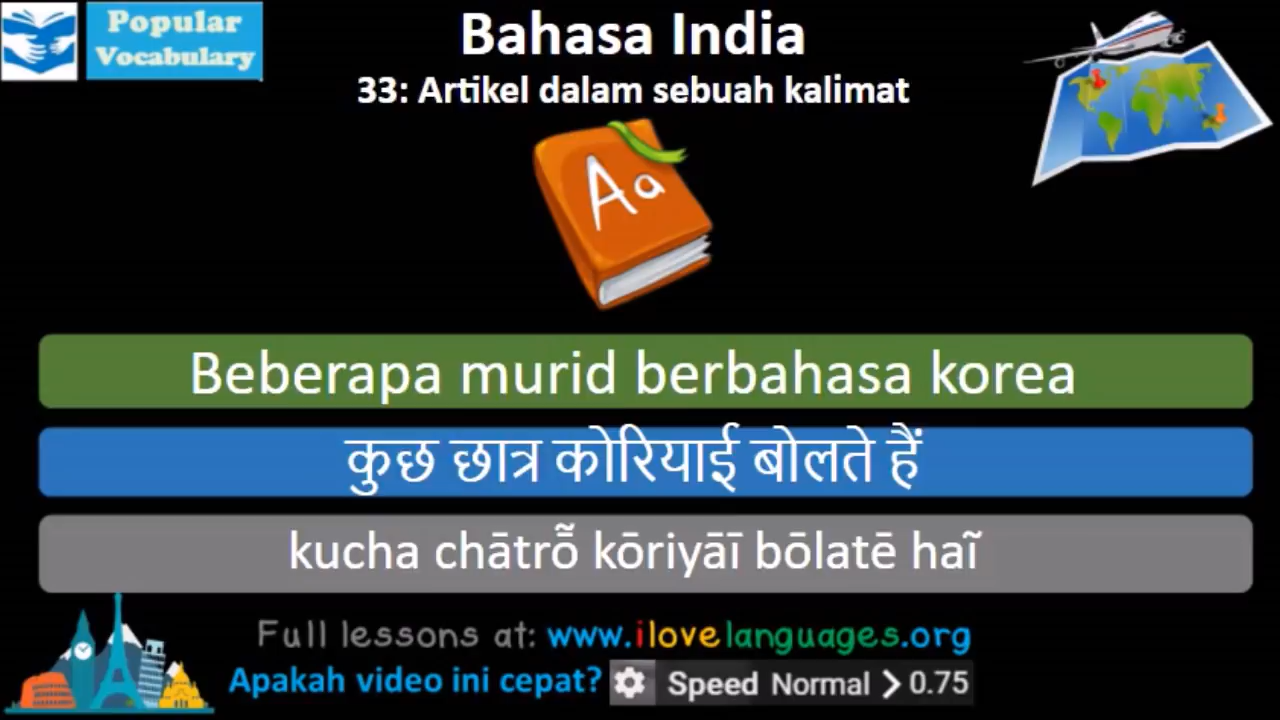 Popular
Vocabulary
Bahasa India
33: Artikel dalam sebuah kalimat
Aa
Beberapa murid berbahasa korea
कुछ छात्र कोरियाई बोलते हैं
kucha chātrō̃ kōriyāī bōlatē haĩ
Full lessons at: www.ilovelanguages.org
Apakah video ini cepat? Speed Normal > 0.75